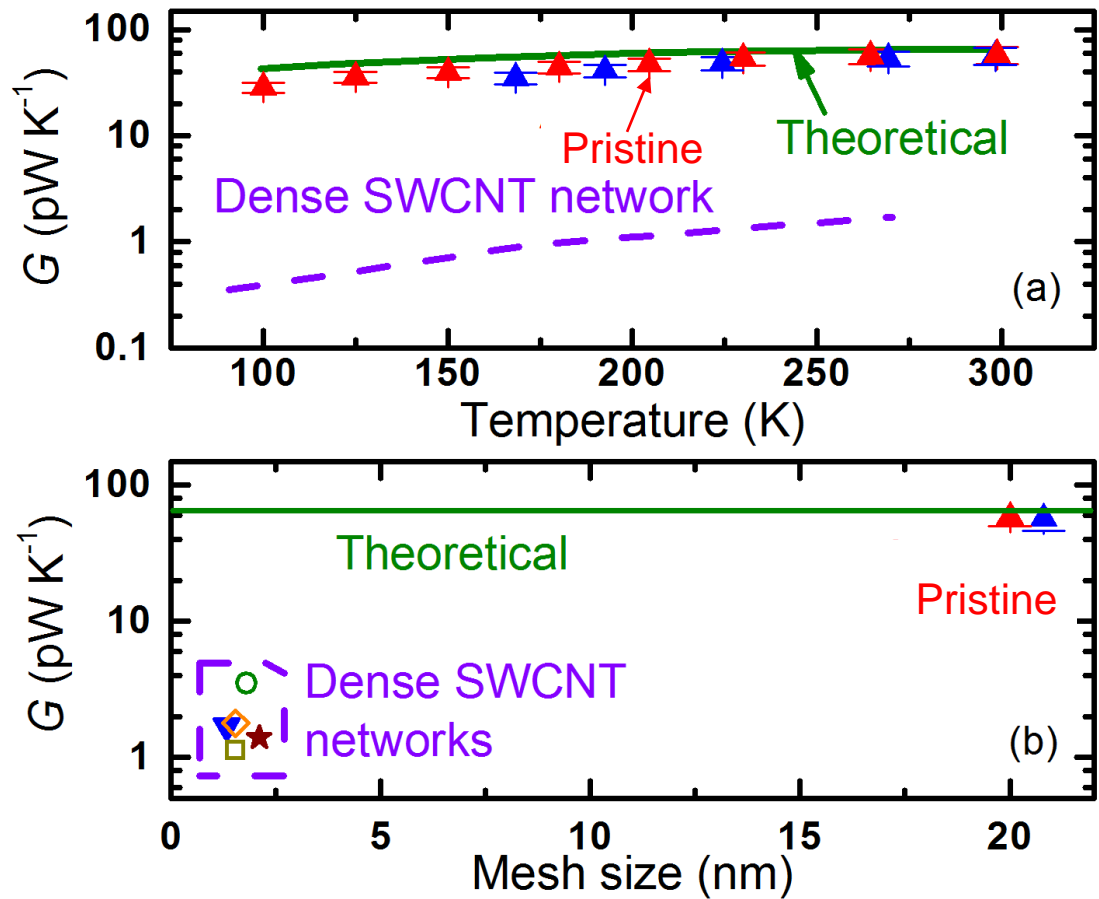 100
10
1
0.1
G (pW K⁻¹)
Pristine
Theoretical
Dense SWCNT network
(a)
100 150 200 250 300
Temperature (K)
100
10
1
G (pW K⁻¹)
Theoretical
Pristine
Dense SWCNT
networks
(b)
0 5 10 15 20
Mesh size (nm)